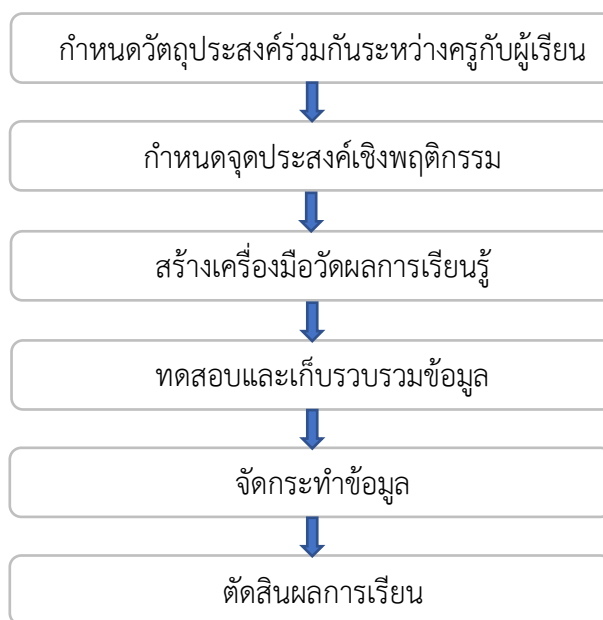 กำหนดวัตถุประสงค์ร่วมกันระหว่างครูกับผู้เรียน
กำหนดจุดประสงค์เชิงพฤติกรรม
สร้างเครื่องมือวัดผลการเรียนรู้
ทดสอบและเก็บรวบรวมข้อมูล
จัดกระทำข้อมูล
ตัดสินผลการเรียน